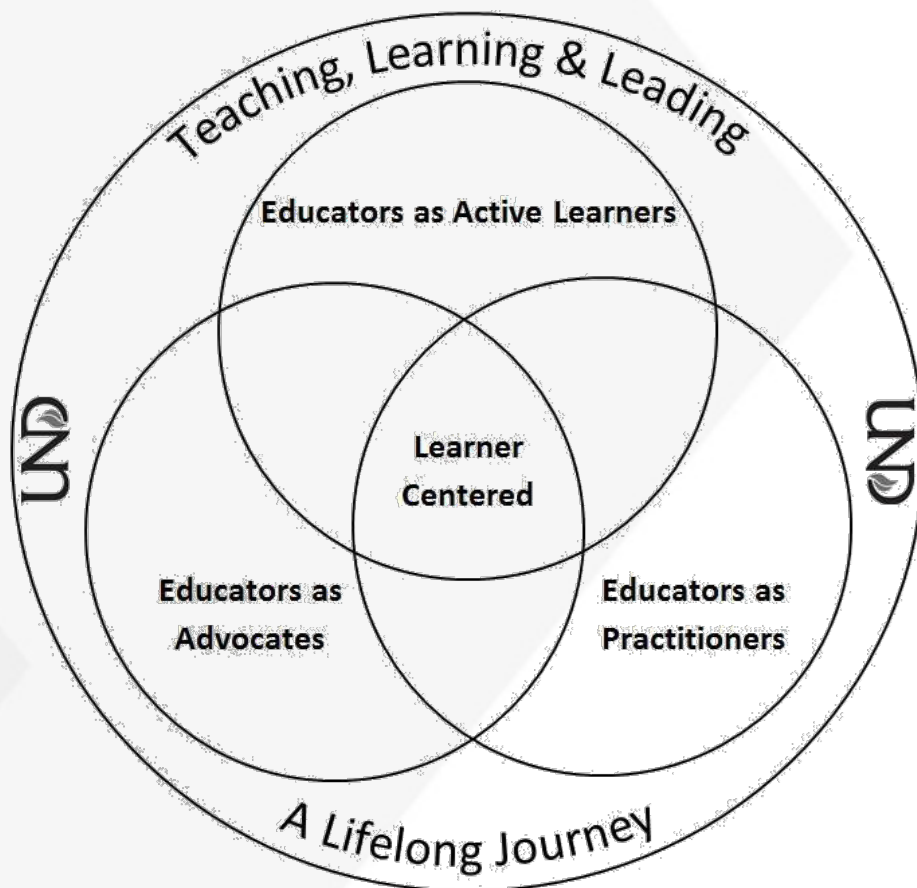 Teaching, Learning & Leading
Educators as Active Learners
UND
UND
Learner
Centered
Educators as
Advocates
Educators as
Practitioners
A Lifelong Journey